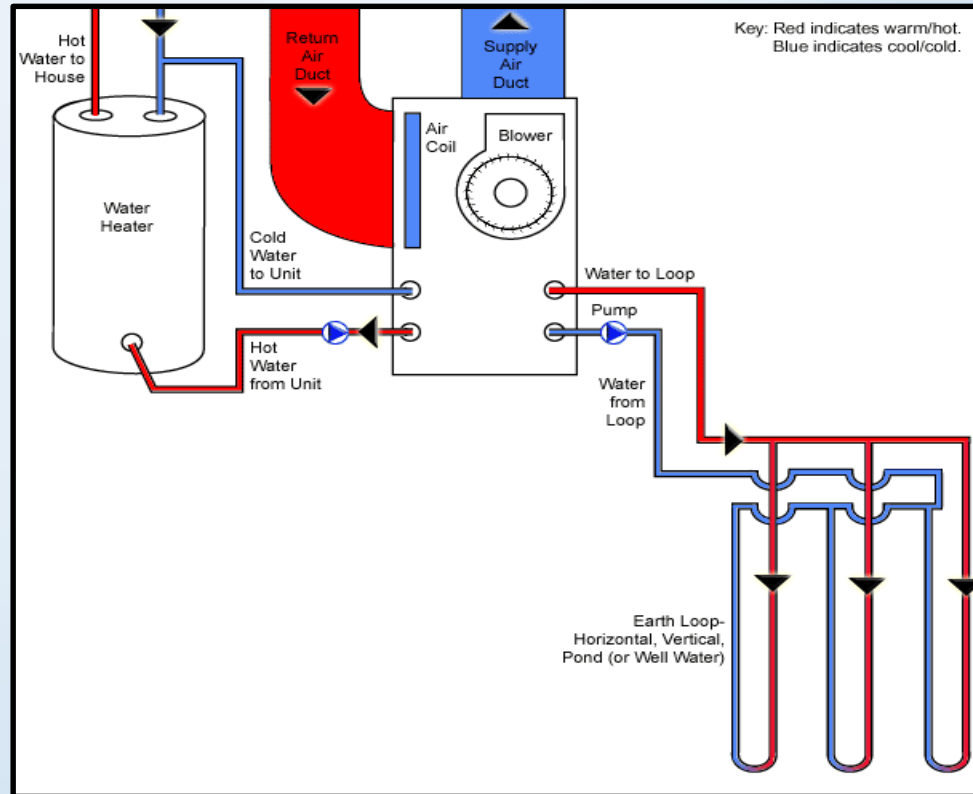 Key: Red indicates warm/hot.
Blue indicates cool/cold.
Hot
Water to
House
Return
Air
Duct
Supply
Air
Duct
Air
Coil
Blower
Water
Heater
Cold
Water
to Unit
Water to Loop
Pump
Hot
Water
from Unit
Water
from
Loop
Earth Loop-
Horizontal, Vertical,
Pond (or Well Water)